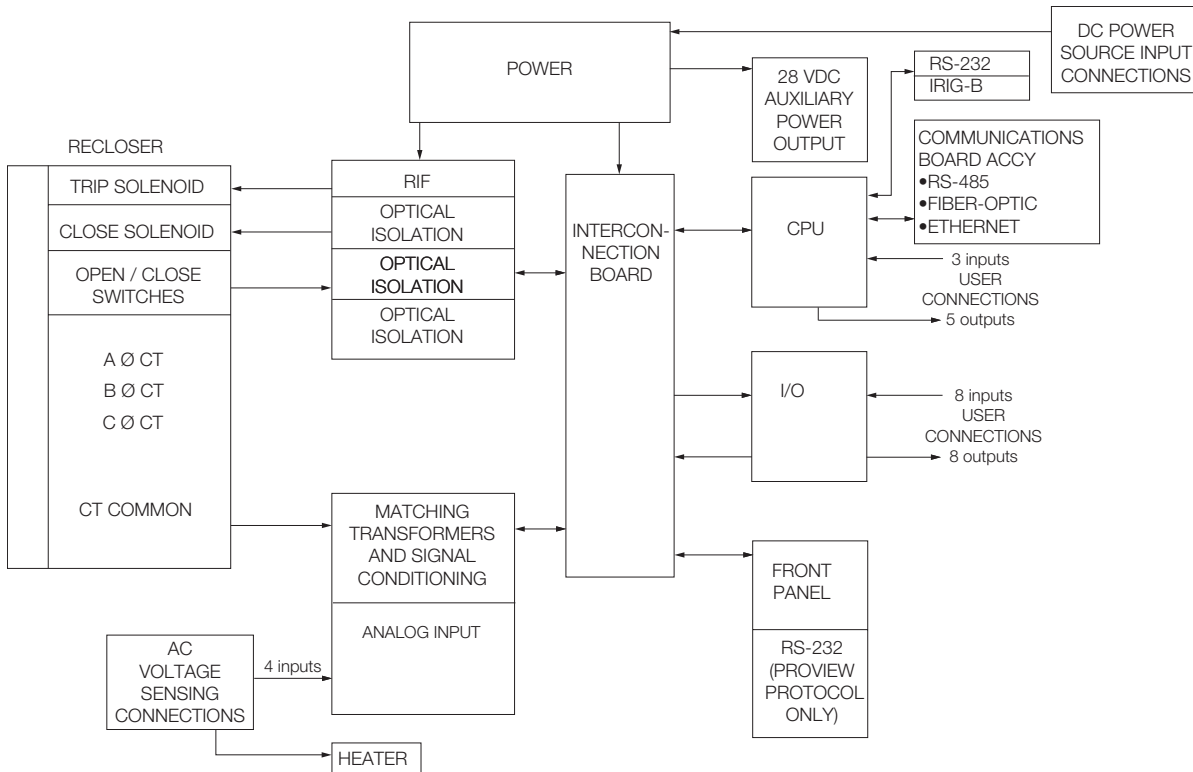 POWER
DC POWER
SOURCE INPUT
CONNECTIONS
28 VDC
AUXILIARY
POWER
OUTPUT
RS-232
IRIG-B
COMMUNICATIONS
BOARD ACCY
•RS-485
•FIBER-OPTIC
•ETHERNET
RECLOSER
TRIP SOLENOID
CLOSE SOLENOID
OPEN / CLOSE
SWITCHES
A Ø CT
B Ø CT
C Ø CT
CT COMMON
RIF
OPTICAL
ISOLATION
OPTICAL
ISOLATION
OPTICAL
ISOLATION
INTERCON-
NECTION
BOARD
CPU
3 inputs
USER
CONNECTIONS
5 outputs
I/O
8 inputs
USER
CONNECTIONS
8 outputs
MATCHING
TRANSFORMERS
AND SIGNAL
CONDITIONING
ANALOG INPUT
FRONT
PANEL
RS-232
(PROVIEW
PROTOCOL
ONLY)
AC
VOLTAGE
SENSING
CONNECTIONS
4 inputs
HEATER